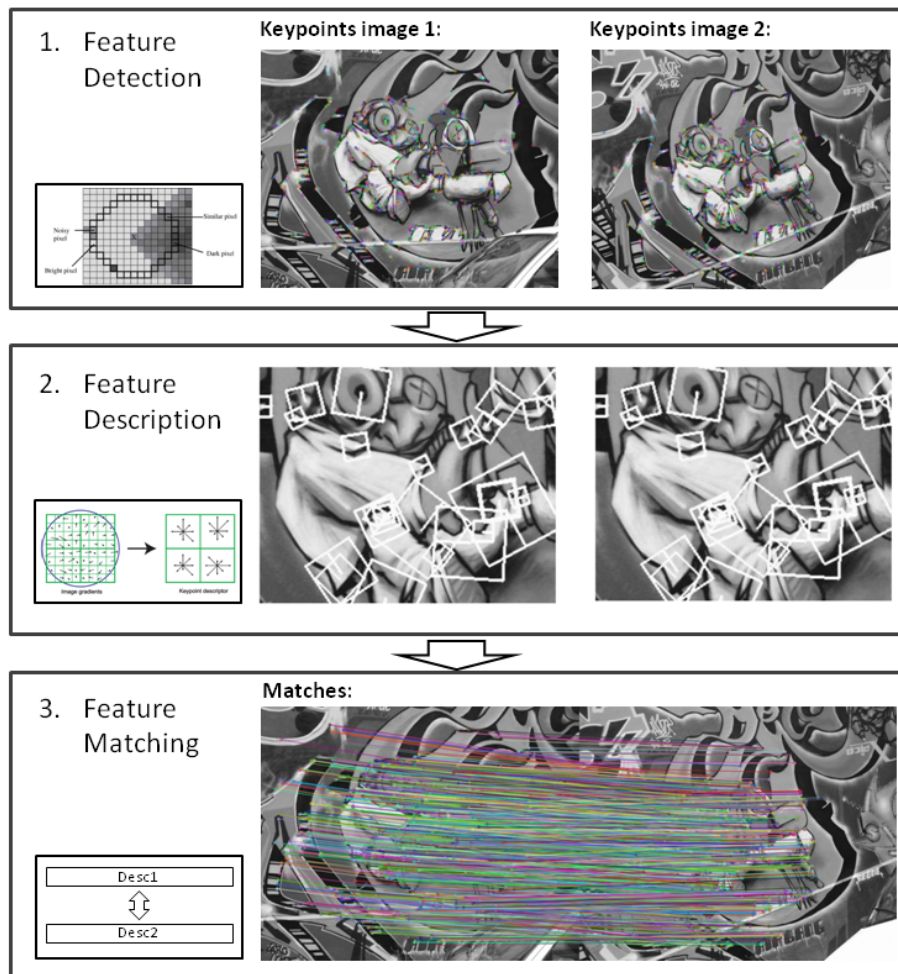 1. Feature
Detection
Keypoints image 1:
Keypoints image 2:
Noisy
pixel
Similar pixel
Bright pixel
Dark pixel
2. Feature
Description
Image gradients
Keypoint descriptor
3. Feature
Matching
Matches:
Desc1
Desc2